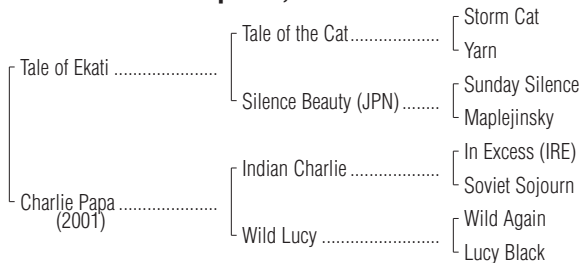 Storm Cat
Tale of the Cat
Yarn
Tale of Ekati
Sunday Silence
Silence Beauty (JPN)
Maplejinsky
In Excess (IRE)
Indian Charlie
Soviet Sojourn
Charlie Papa
(2001)
Wild Again
Wild Lucy
Lucy Black